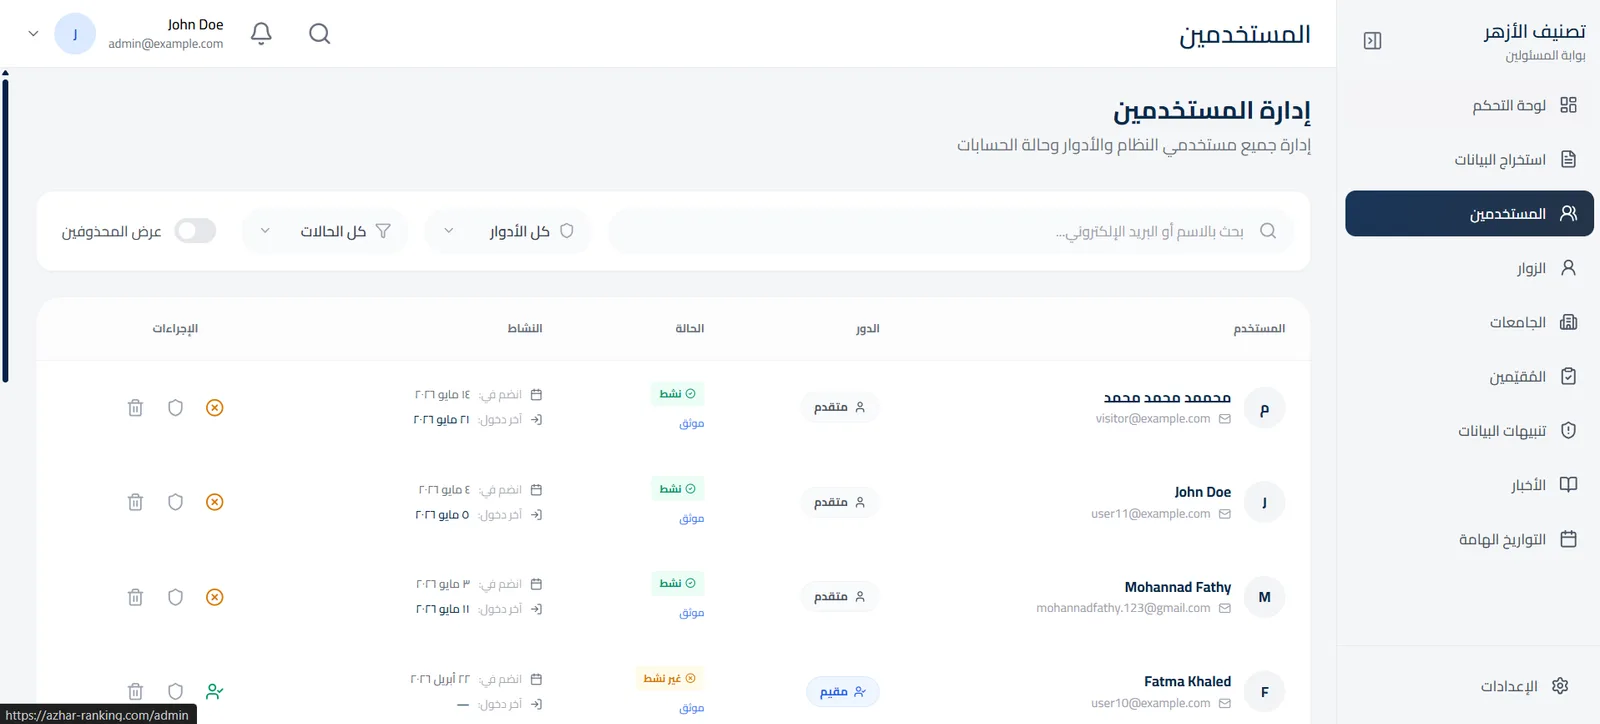 تصنيف الأزهر
بوابة المسئولين
لوحة التحكم
استخراج البيانات
المستخدمين
الزوار
الجامعات
المُقيّمين
تنبيهات البيانات
الأخبار
التواريخ الهامة
الإعدادات
المستخدمين
John Doe
admin@example.com
J
إدارة المستخدمين
إدارة جميع مستخدمي النظام والأدوار وحالة الحسابات
بحث بالاسم أو البريد الإلكتروني...
كل الأدوار
كل الحالات
عرض المحذوفين
المستخدم الدور الحالة النشاط الإجراءات
م
محممد محمد محمد
visitor@example.com
متقدم
نشط
موثق
انضم في: ١٤ مايو ٢٠٢٦
آخر دخول: ٢١ مايو ٢٠٢٦
J
John Doe
user11@example.com
متقدم
نشط
موثق
انضم في: ٤ مايو ٢٠٢٦
آخر دخول: ٥ مايو ٢٠٢٦
M
Mohannad Fathy
mohannadfathy.123@gmail.com
متقدم
نشط
موثق
انضم في: ٣ مايو ٢٠٢٦
آخر دخول: ١١ مايو ٢٠٢٦
F
Fatma Khaled
user10@example.com
مقيم
غير نشط
موثق
انضم في: ٢٢ أبريل ٢٠٢٦
آخر دخول: —
https://azhar-ranking.com/admin